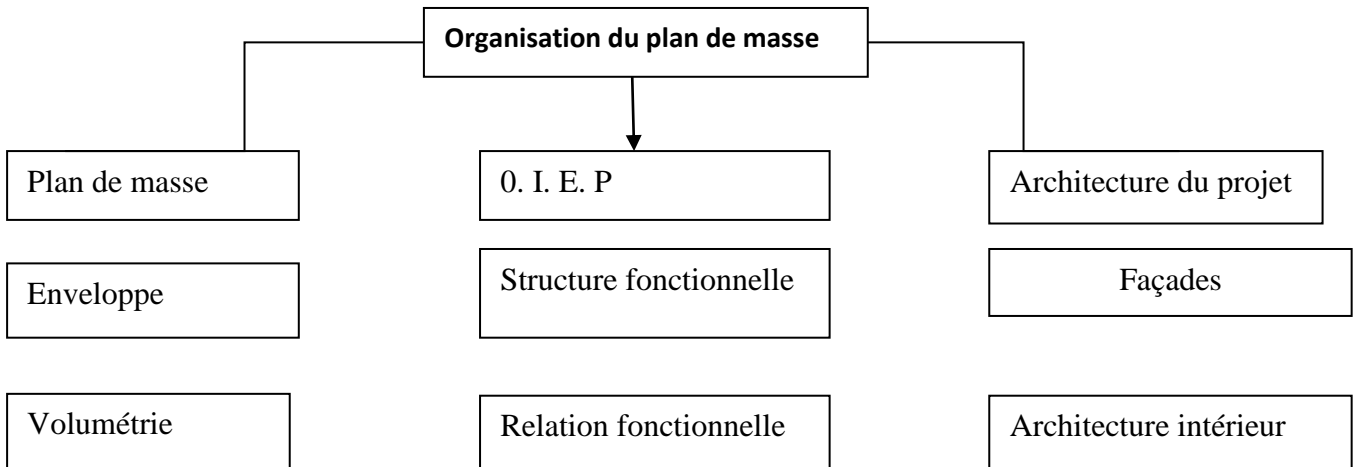 Organisation du plan de masse
Plan de masse
0. I. E. P
Architecture du projet
Enveloppe
Structure fonctionnelle
Façades
Volumétrie
Relation fonctionnelle
Architecture intérieur